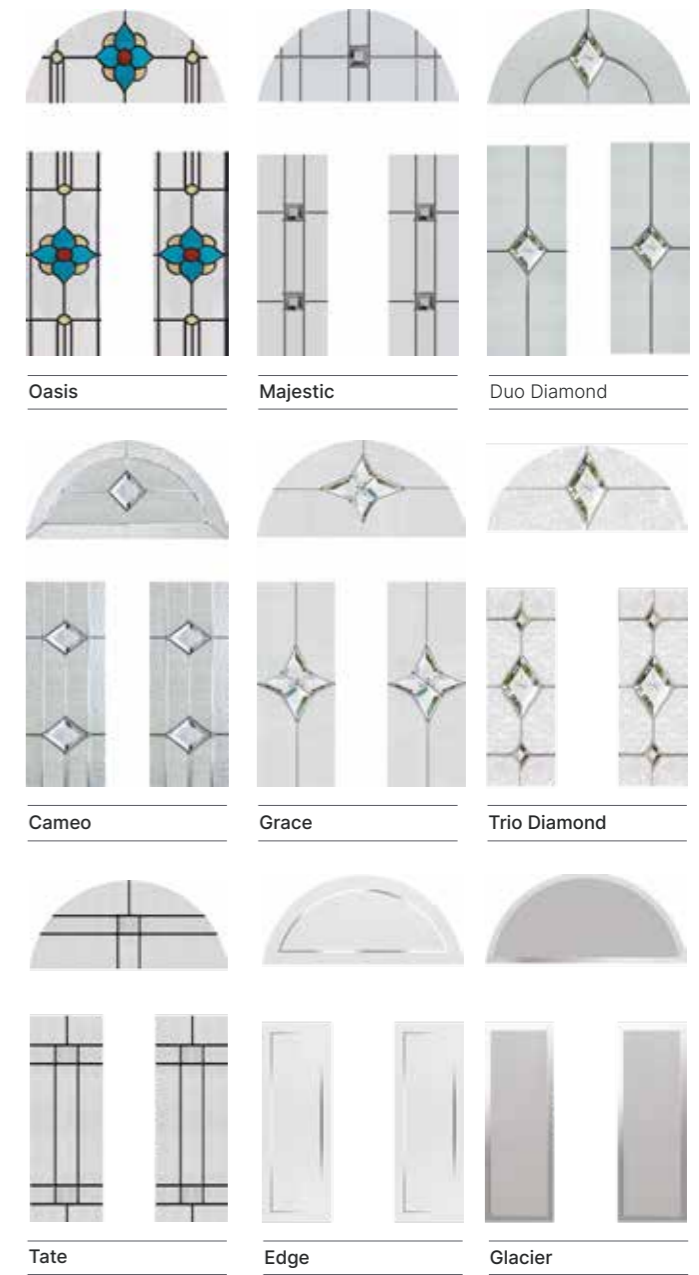 Oasis
Majestic
Duo Diamond
Cameo
Grace
Trio Diamond
Tate
Edge
Glacier